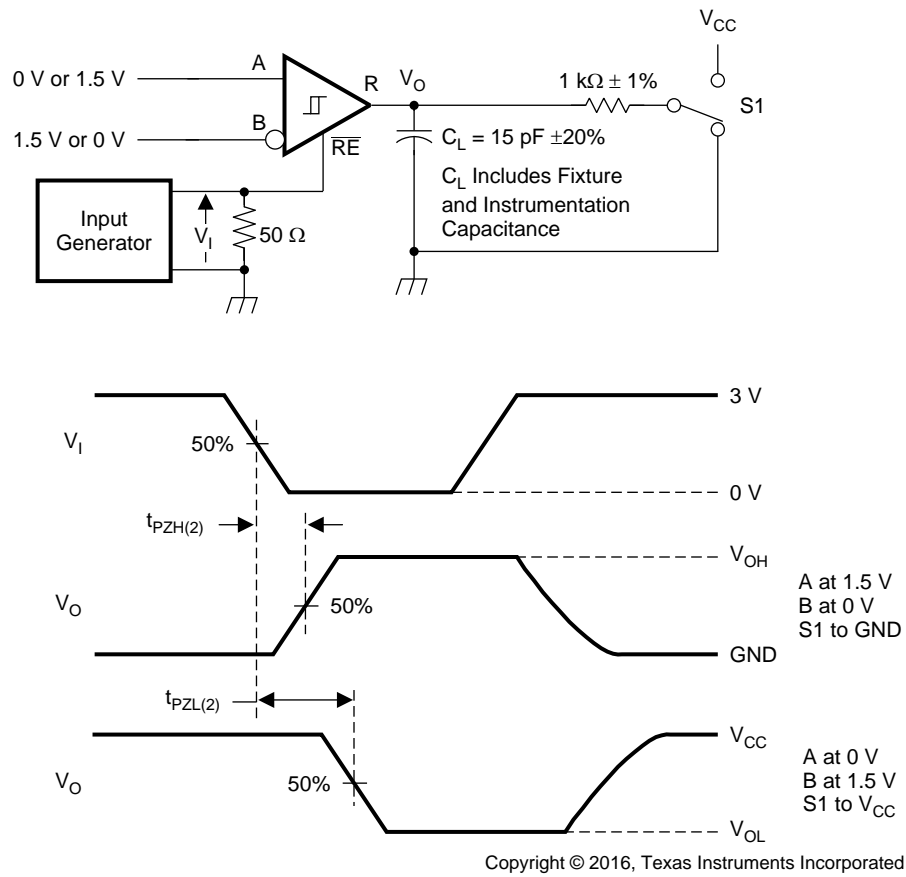 V_CC
0 V or 1.5 V
A
R
V_O
1 kΩ ± 1%
S1
1.5 V or 0 V
B
RE
C_L = 15 pF ±20%
C_L Includes Fixture
and Instrumentation
Capacitance
Input
Generator
V_I
50 Ω
3 V
V_I
50%
0 V
t_PZH(2)
V_OH
V_O
50%
A at 1.5 V
B at 0 V
S1 to GND
GND
t_PZL(2)
V_CC
V_O
50%
A at 0 V
B at 1.5 V
S1 to V_CC
V_OL
Copyright © 2016, Texas Instruments Incorporated